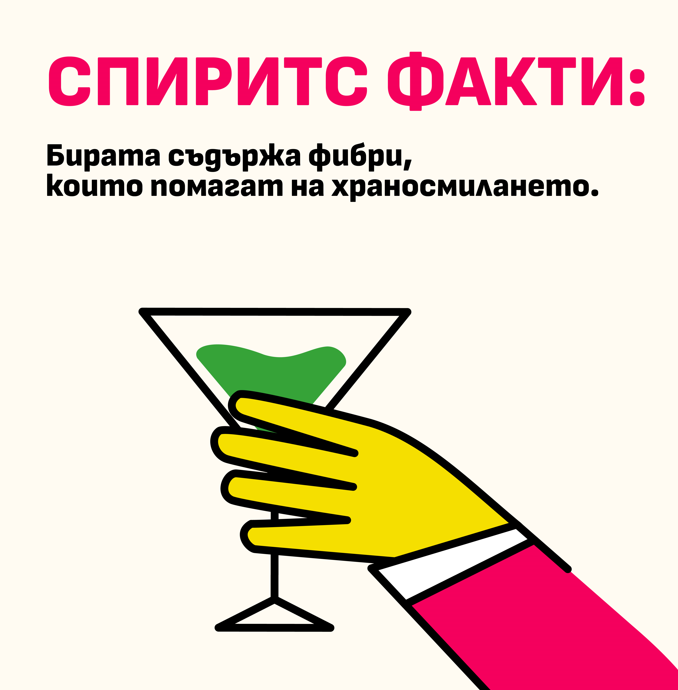 СПИРИТС ФАКТИ:
Бирата съдържа фибри,
които помагат на храносмилането.